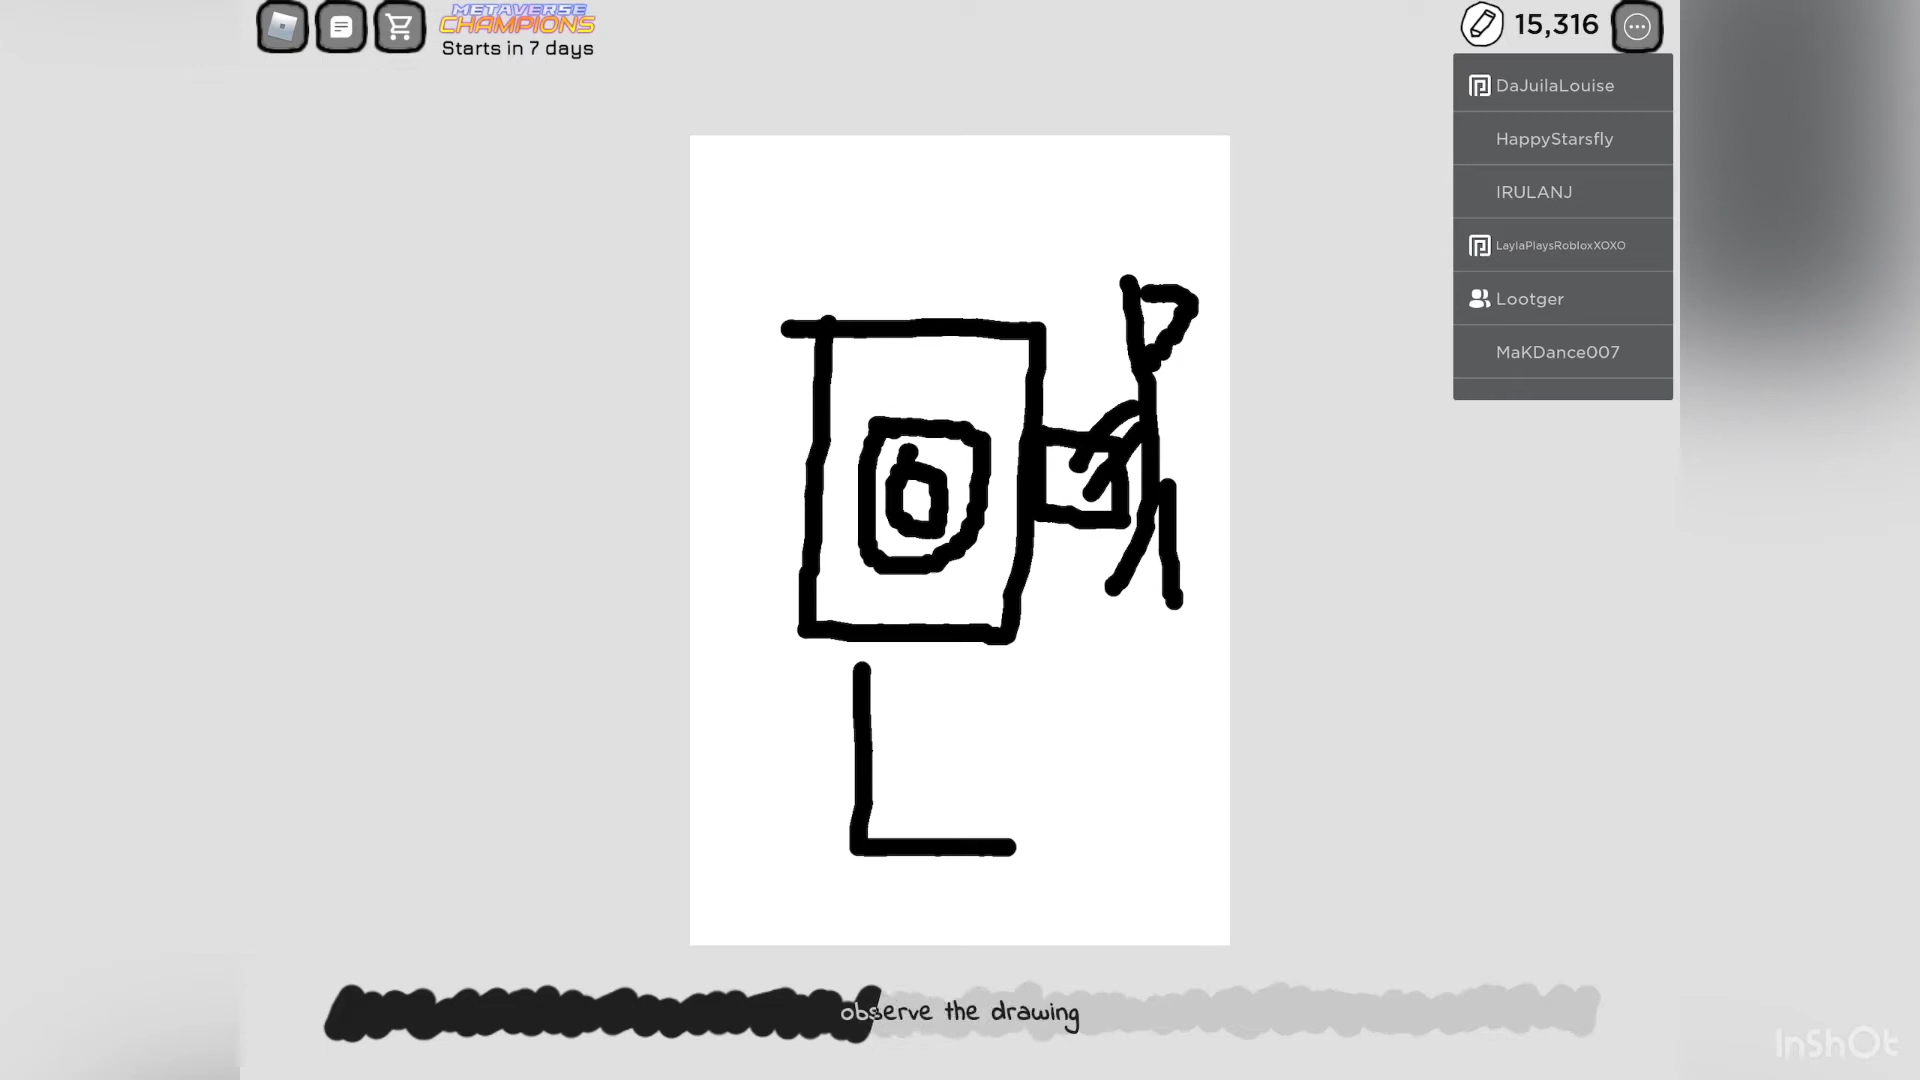 METAVERSE
CHAMPIONS
Starts in 7 days
15,316
DaJuilaLouise
HappyStarsfly
IRULANJ
LaylaPlaysRobloxXOXO
Lootger
MaKDance007
observe the drawing
InShOt